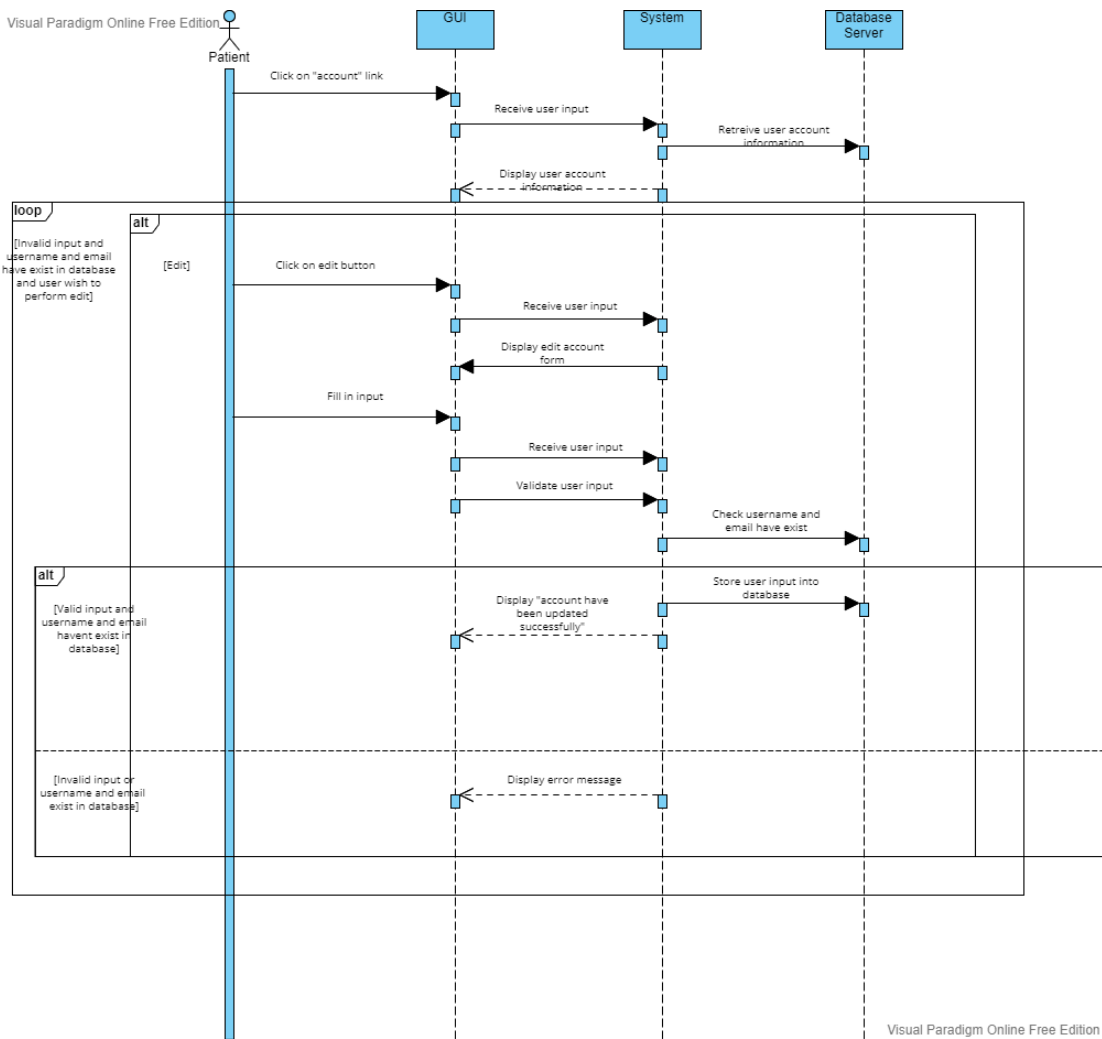 Visual Paradigm Online Free Edition
Patient
GUI
System
Database
Server
Click on "account" link
Receive user input
Retreive user account
information
Display user account
information
loop
[Invalid input and
username and email
have exist in database
and user wish to
perform edit]
alt
[Edit]
Click on edit button
Receive user input
Display edit account
form
Fill in input
Receive user input
Validate user input
Check username and
email have exist
alt
[Valid input and
username and email
havent exist in
database]
Store user input into
database
Display "account have
been updated
successfully"
[Invalid input or
username and email
exist in database]
Display error message
Visual Paradigm Online Free Edition